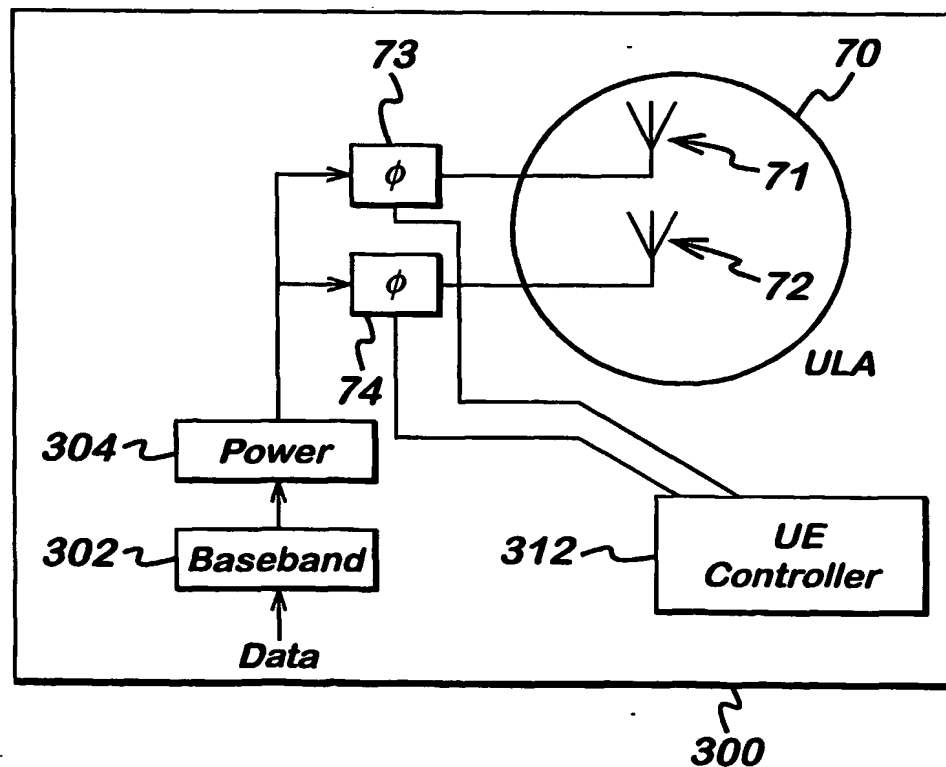 73
70
ϕ
71
ϕ
72
74
ULA
304
Power
302
Baseband
312
UE
Controller
Data
300